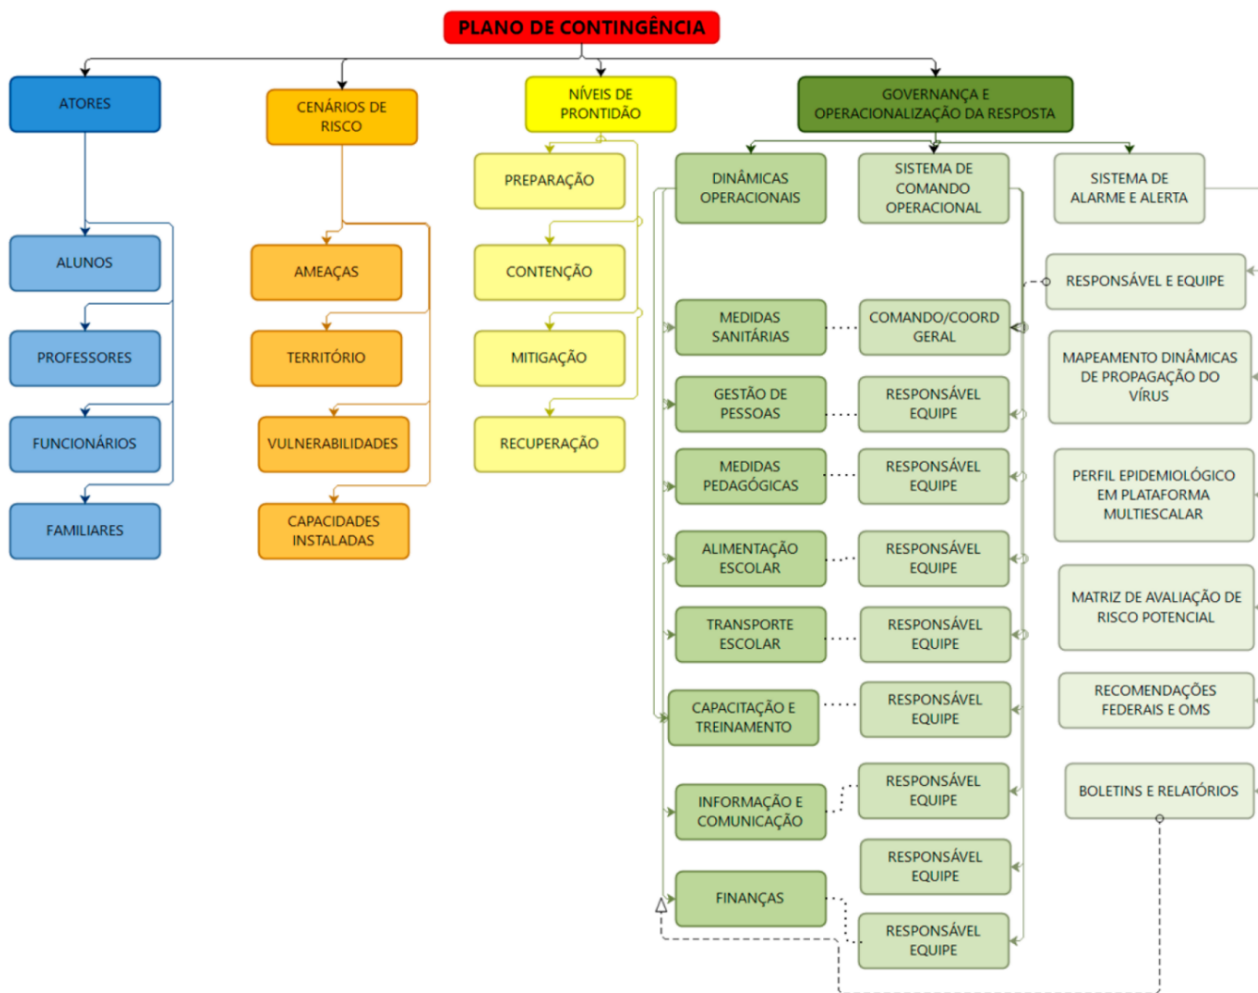 PLANO DE CONTINGÊNCIA
ATORES
ALUNOS
PROFESSORES
FUNCIONÁRIOS
FAMILIARES
CENÁRIOS DE
RISCO
AMEAÇAS
TERRITÓRIO
VULNERABILIDADES
CAPACIDADES
INSTALADAS
NÍVEIS DE
PRONTIDÃO
PREPARAÇÃO
CONTENÇÃO
MITIGAÇÃO
RECUPERAÇÃO
GOVERNANÇA E
OPERACIONALIZAÇÃO DA RESPOSTA
DINÂMICAS
OPERACIONAIS
MEDIDAS
SANITÁRIAS
GESTÃO DE
PESSOAS
MEDIDAS
PEDAGÓGICAS
ALIMENTAÇÃO
ESCOLAR
TRANSPORTE
ESCOLAR
CAPACITAÇÃO E
TREINAMENTO
INFORMAÇÃO E
COMUNICAÇÃO
FINANÇAS
SISTEMA DE
COMANDO
OPERACIONAL
COMANDO/COORD
GERAL
RESPONSÁVEL
EQUIPE
RESPONSÁVEL
EQUIPE
RESPONSÁVEL
EQUIPE
RESPONSÁVEL
EQUIPE
RESPONSÁVEL
EQUIPE
RESPONSÁVEL
EQUIPE
RESPONSÁVEL
EQUIPE
RESPONSÁVEL
EQUIPE
SISTEMA DE
ALARME E ALERTA
RESPONSÁVEL E EQUIPE
MAPEAMENTO DINÂMICAS
DE PROPAGAÇÃO DO
VÍRUS
PERFIL EPIDEMIOLÓGICO
EM PLATAFORMA
MULTIESCALAR
MATRIZ DE AVALIAÇÃO DE
RISCO POTENCIAL
RECOMENDAÇÕES
FEDERAIS E OMS
BOLETINS E RELATÓRIOS